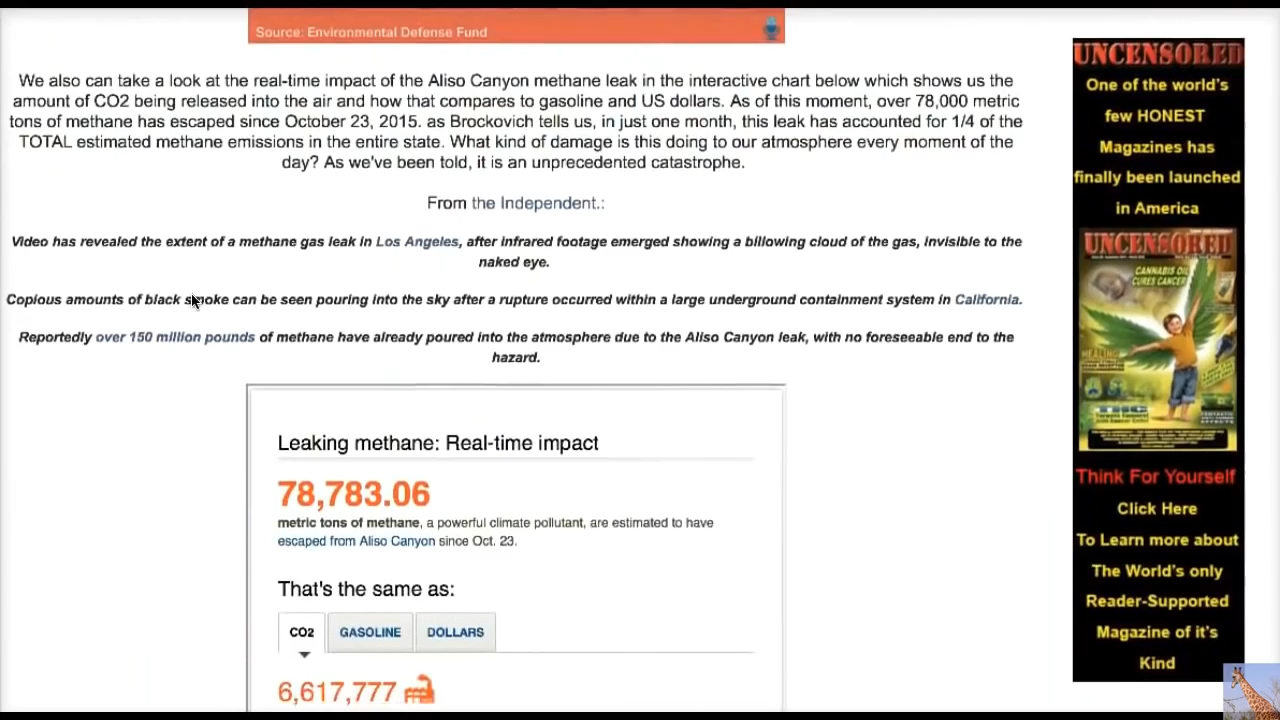 Source: Environmental Defense Fund
We also can take a look at the real-time impact of the Aliso Canyon methane leak in the interactive chart below which shows us the
amount of CO2 being released into the air and how that compares to gasoline and US dollars. As of this moment, over 78,000 metric
tons of methane has escaped since October 23, 2015. as Brockovich tells us, in just one month, this leak has accounted for 1/4 of the
TOTAL estimated methane emissions in the entire state. What kind of damage is this doing to our atmosphere every moment of the
day? As we've been told, it is an unprecedented catastrophe.
From the Independent.:
Video has revealed the extent of a methane gas leak in Los Angeles, after infrared footage emerged showing a billowing cloud of the gas, invisible to the
naked eye.
Copious amounts of black smoke can be seen pouring into the sky after a rupture occurred within a large underground containment system in California.
Reportedly over 150 million pounds of methane have already poured into the atmosphere due to the Aliso Canyon leak, with no foreseeable end to the
hazard.
Leaking methane: Real-time impact
78,783.06
metric tons of methane, a powerful climate pollutant, are estimated to have
escaped from Aliso Canyon since Oct. 23.
That's the same as:
CO2 GASOLINE DOLLARS
6,617,777
UNCENSORED
One of the world's
few HONEST
Magazines has
finally been launched
in America
UNCENSORED
CANNABIS OIL
CURES CANCER
HEALING
THC
Think For Yourself
Click Here
To Learn more about
The World's only
Reader-Supported
Magazine of it's
Kind